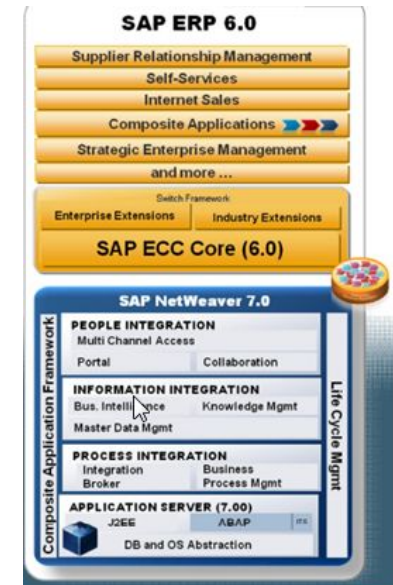 SAP ERP 6.0
Supplier Relationship Management
Self-Services
Internet Sales
Composite Applications
Strategic Enterprise Management
and more ...
Switch Framework
Enterprise Extensions Industry Extensions
SAP ECC Core (6.0)
SAP NetWeaver 7.0
Composite Application Framework
PEOPLE INTEGRATION
Multi Channel Access
Portal Collaboration
INFORMATION INTEGRATION
Bus. Intelligence Knowledge Mgmt
Master Data Mgmt
PROCESS INTEGRATION
Integration Broker
Business Process Mgmt
APPLICATION SERVER (7.00)
J2EE ABAP ITS
DB and OS Abstraction
Life Cycle Mgmt